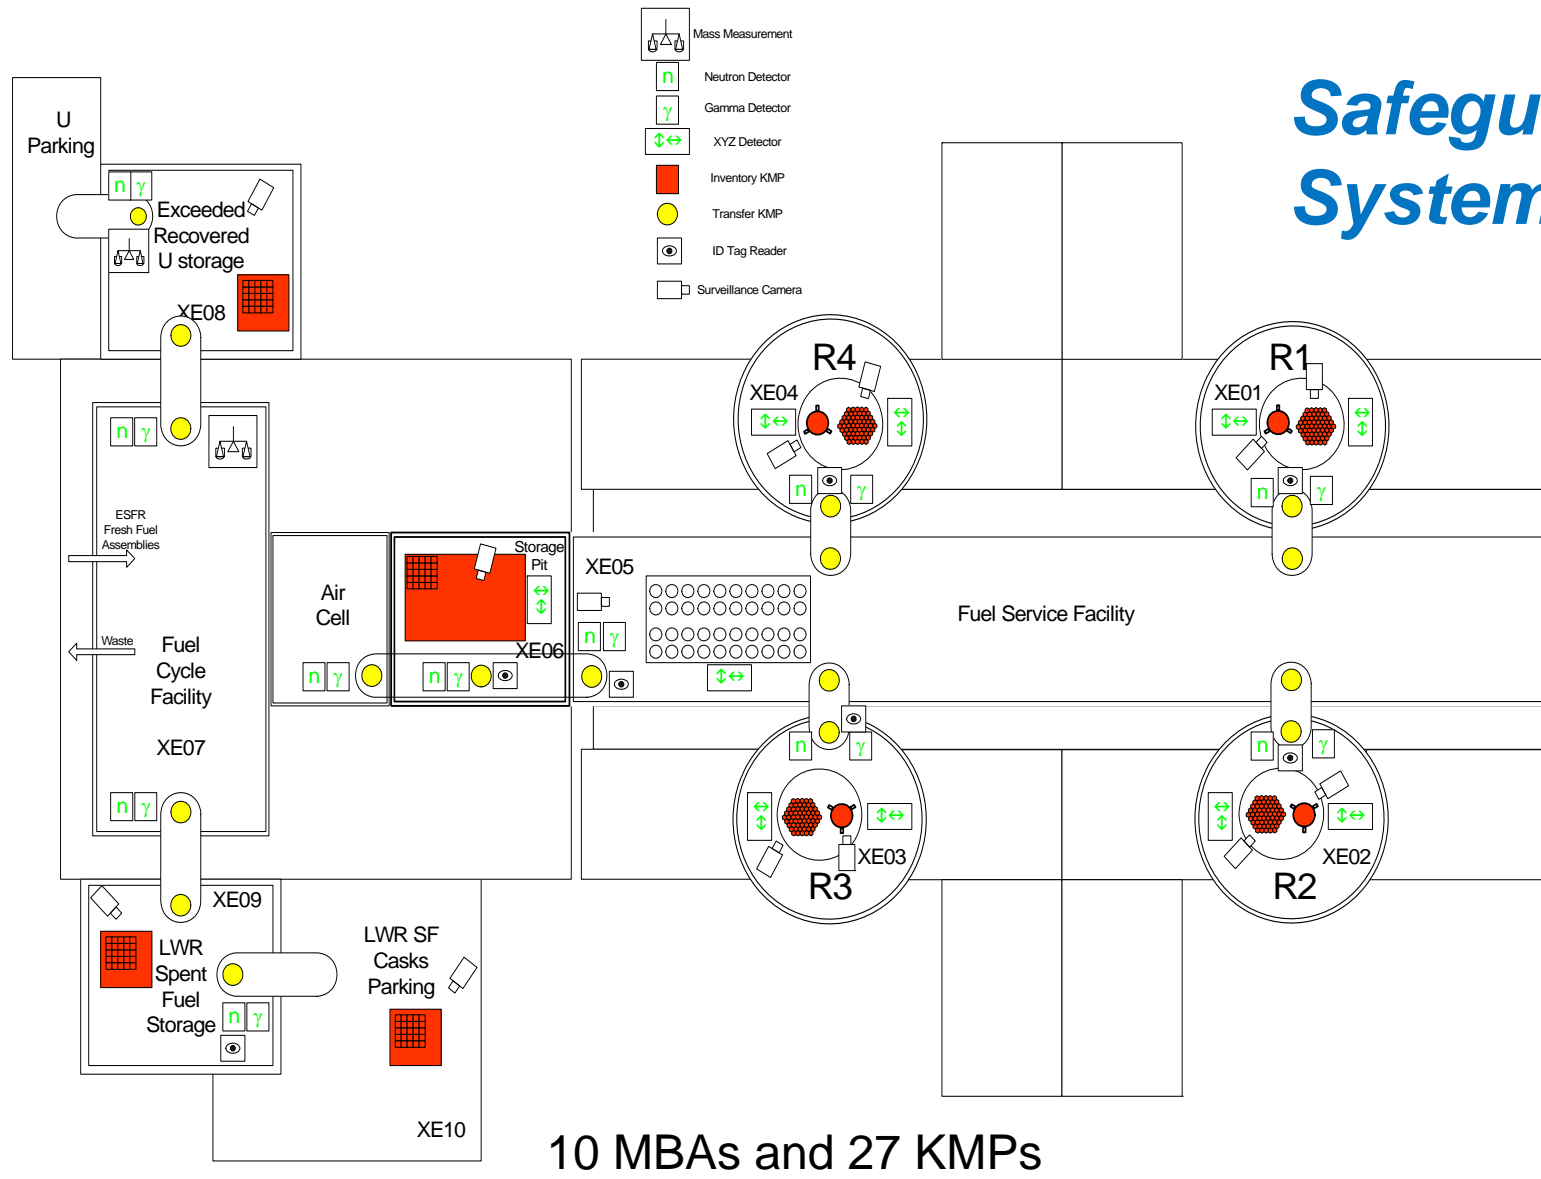 Mass Measurement
n Neutron Detector
γ Gamma Detector
XYZ Detector
Inventory KMP
Transfer KMP
ID Tag Reader
Surveillance Camera
Safegu
System
U
Parking
n γ
Exceeded
Recovered
U storage
XE08
n γ
ESFR
Fresh Fuel
Assemblies
Waste
Fuel
Cycle
Facility
XE07
n γ
Air
Cell
n γ
Storage
Pit
XE06
n γ
XE05
n γ
Fuel Service Facility
R4
XE04
n γ
R1
XE01
n γ
n γ
XE03
R3
n γ
XE02
R2
XE09
LWR
Spent
Fuel
Storage
n γ
LWR SF
Casks
Parking
XE10
10 MBAs and 27 KMPs